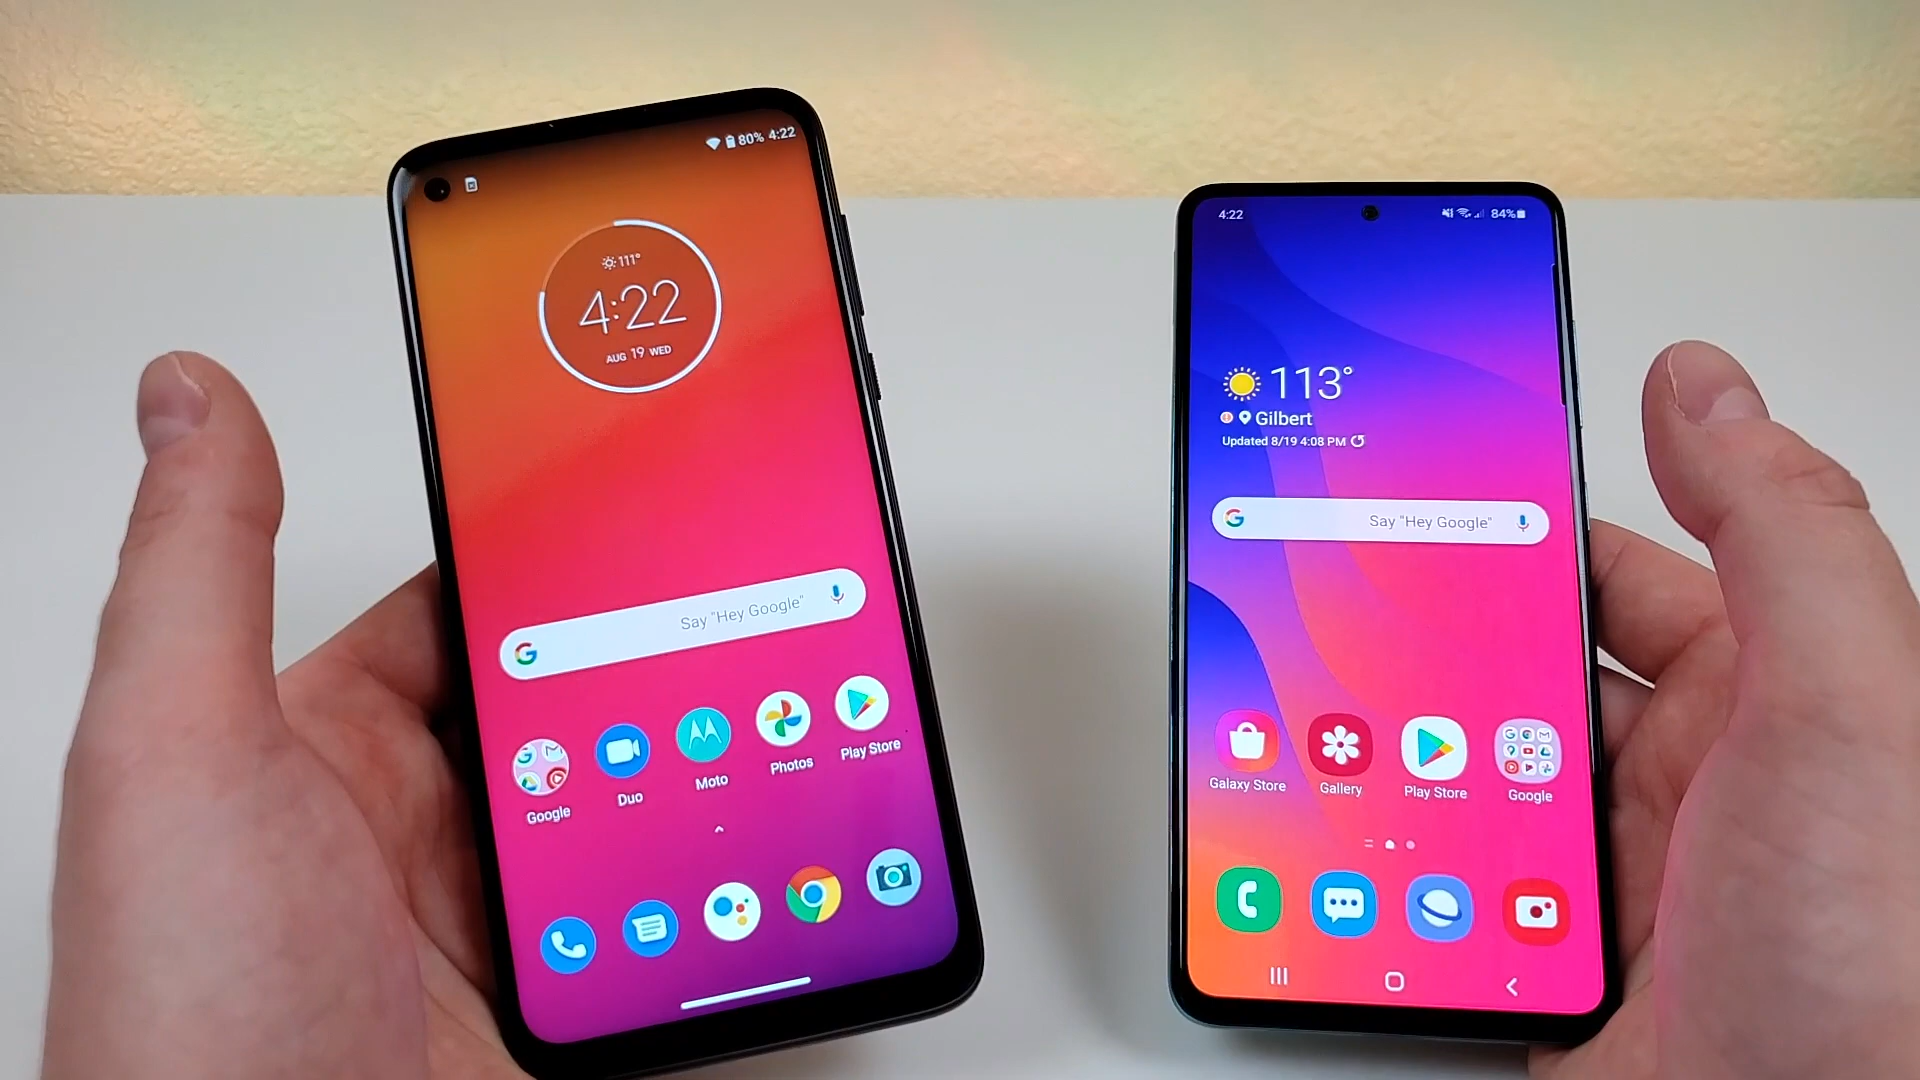 80% 4:22
111°
4:22
AUG 19 WED
Say "Hey Google"
Google
Duo
Moto
Photos
Play Store
4:22
84%
113°
Gilbert
Updated 8/19 4:08 PM
Say "Hey Google"
Galaxy Store
Gallery
Play Store
Google